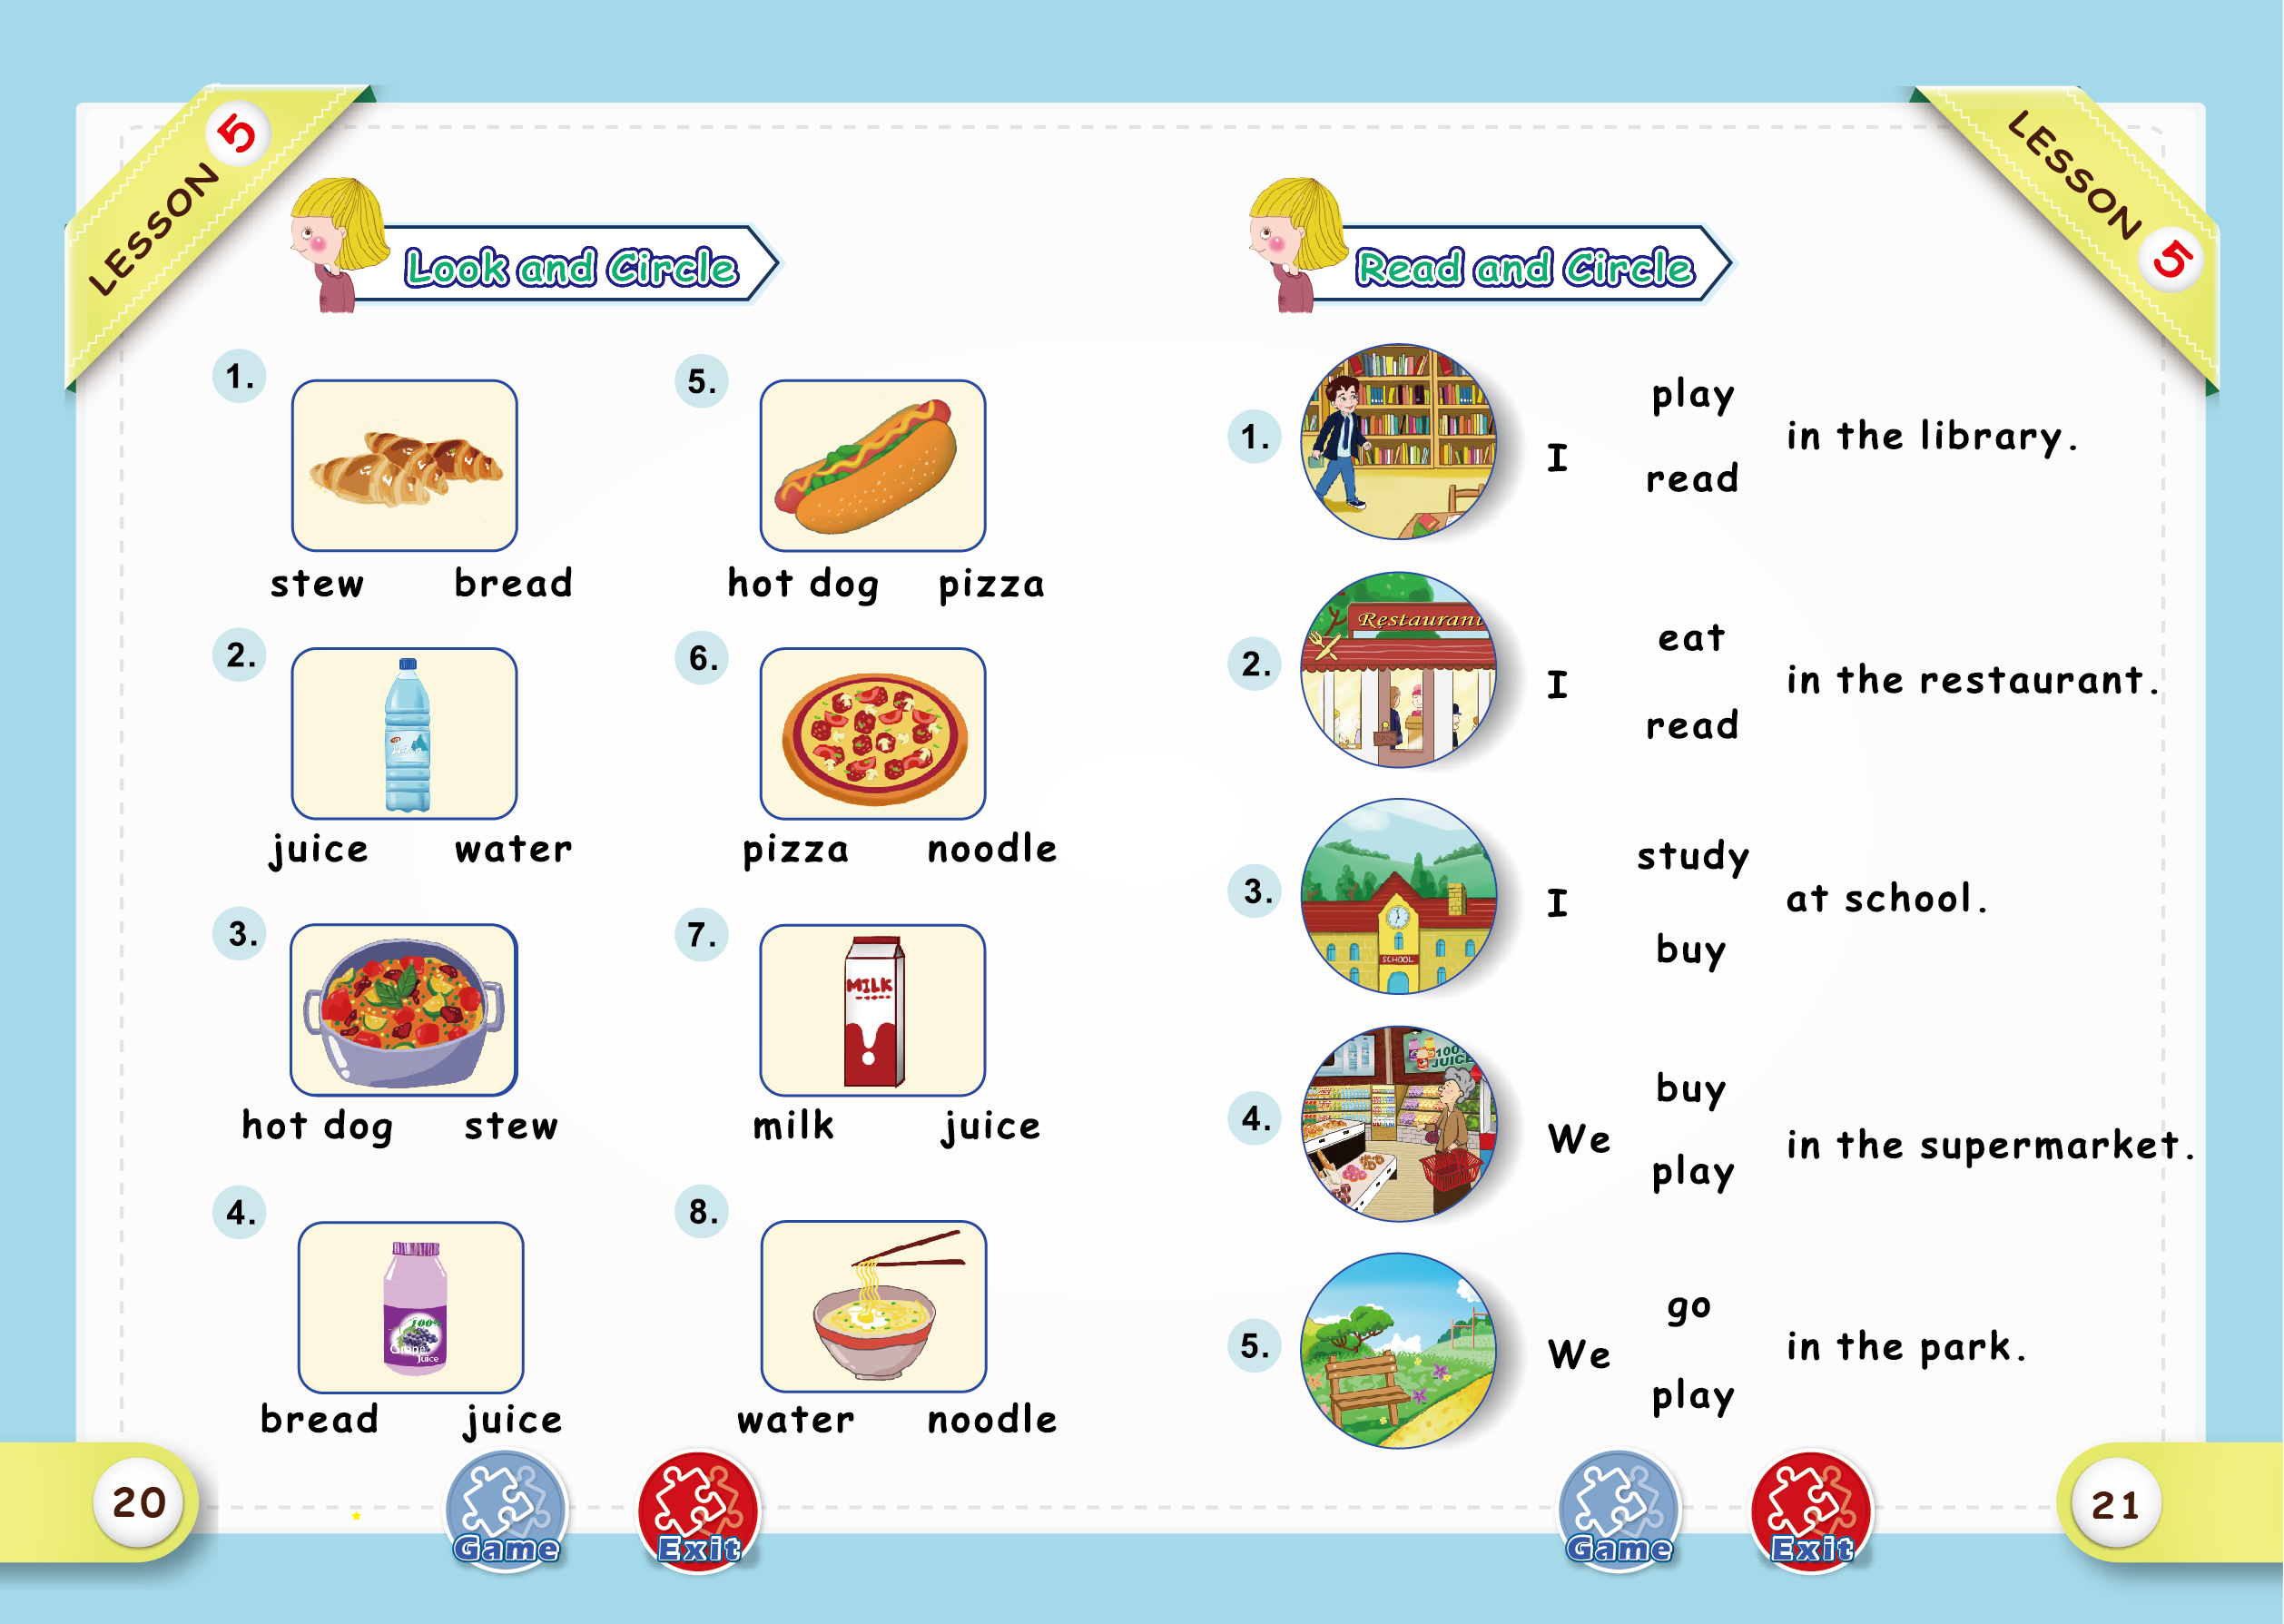 LESSON 5
Look and Circle
1.
stew bread
2.
juice water
3.
hot dog stew
4.
100%
Grape
Juice
bread juice
5.
hot dog pizza
6.
pizza noodle
7.
MILK
milk juice
8.
water noodle
20
Game
Exit
LESSON 5
Read and Circle
1.
I
play
read
in the library.
2.
Restaurant
I
eat
read
in the restaurant.
3.
SCHOOL
I
study
buy
at school.
4.
100%
JUICE
We
buy
play
in the supermarket.
5.
We
go
play
in the park.
Game
Exit
21